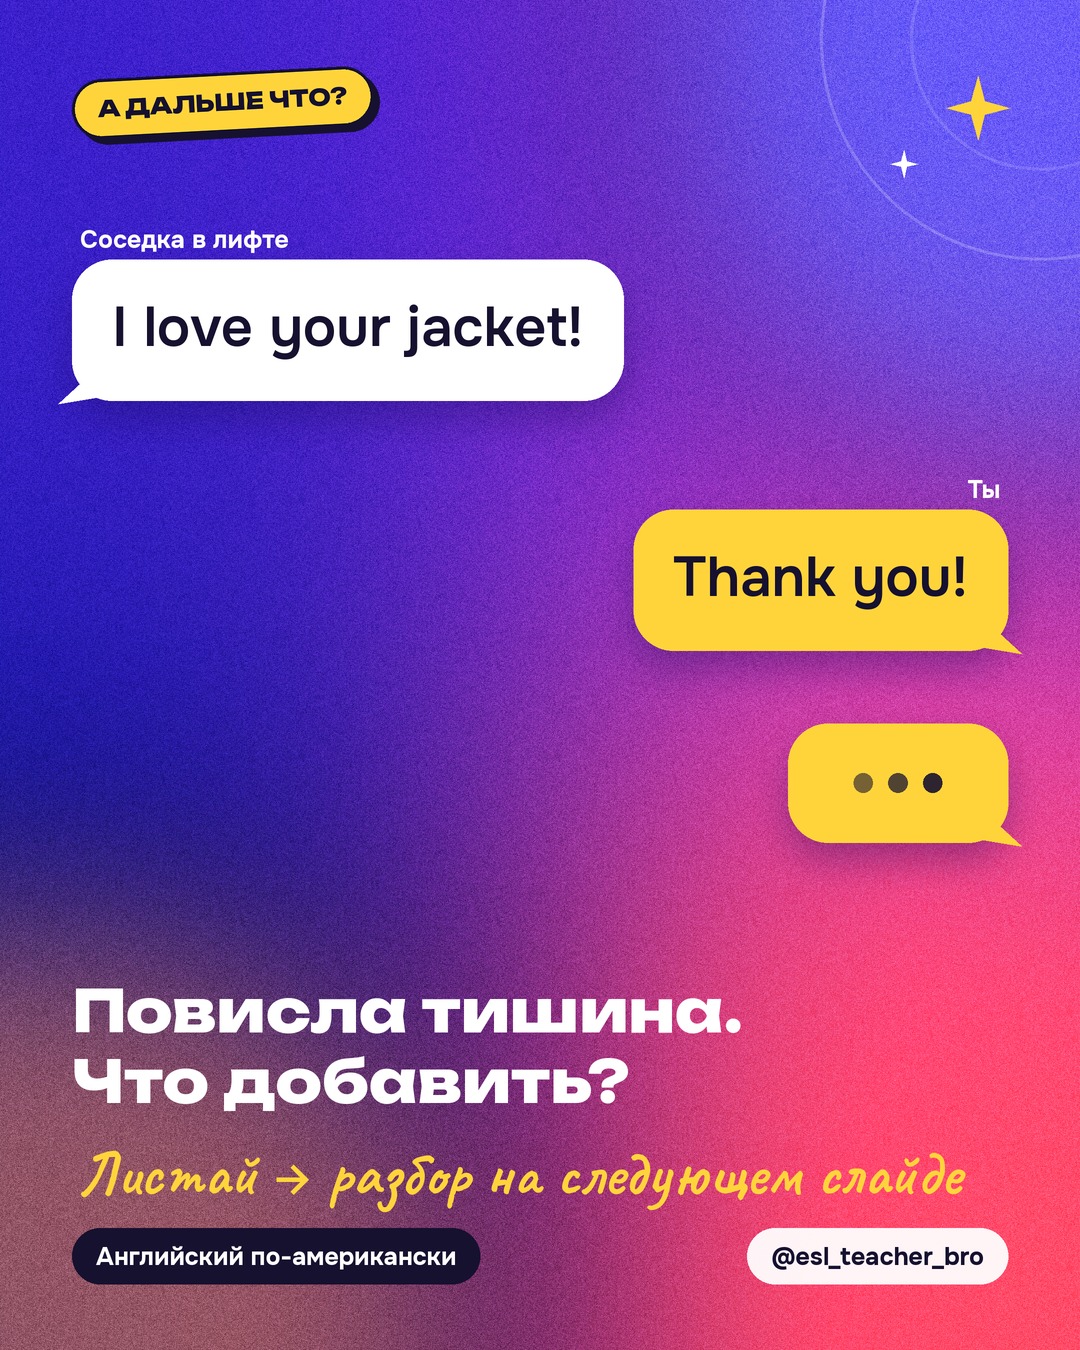 А ДАЛЬШЕ ЧТО?
Соседка в лифте
I love your jacket!
Ты
Thank you!
Повисла тишина.
Что добавить?
Листай → разбор на следующем слайде
Английский по-американски
@esl_teacher_bro